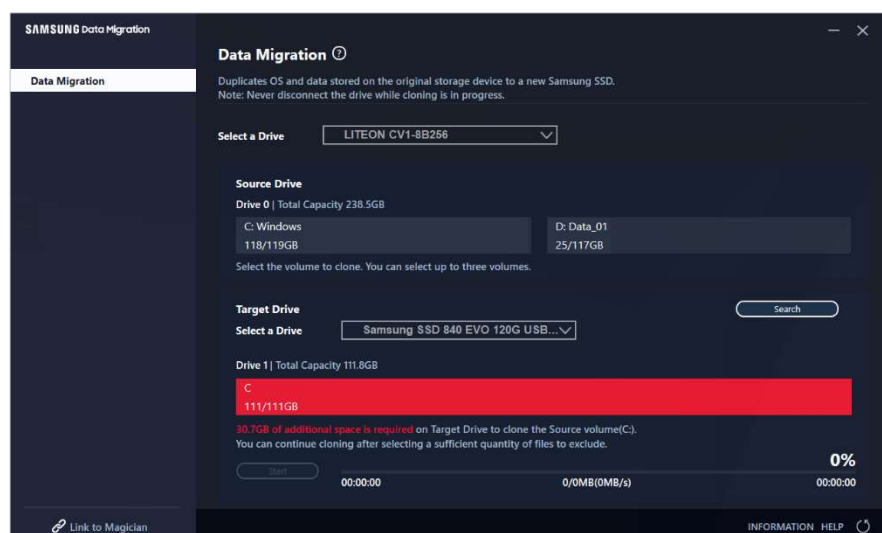 SAMSUNG Data Migration
Data Migration
Data Migration ?
Duplicates OS and data stored on the original storage device to a new Samsung SSD.
Note: Never disconnect the drive while cloning is in progress.
Select a Drive LITEON CV1-8B256
Source Drive
Drive 0 | Total Capacity 238.5GB
C: Windows D: Data_01
118/119GB 25/117GB
Select the volume to clone. You can select up to three volumes.
Target Drive Search
Select a Drive Samsung SSD 840 EVO 120G USB...
Drive 1 | Total Capacity 111.8GB
C
111/111GB
30.7GB of additional space is required on Target Drive to clone the Source volume(C:).
You can continue cloning after selecting a sufficient quantity of files to exclude.
0%
Start
00:00:00 0/0MB(0MB/s) 00:00:00
Link to Magician INFORMATION HELP